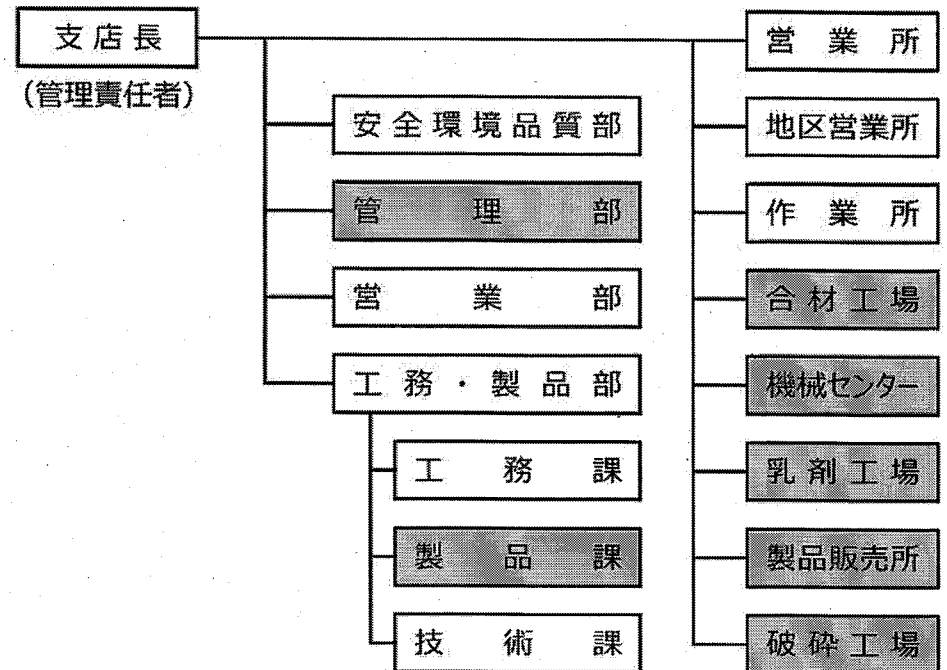 支店長
(管理責任者)
安全環境品質部
管理部
営業部
工務・製品部
工務課
製品課
技術課
営業所
地区営業所
作業所
合材工場
機械センター
乳剤工場
製品販売所
破砕工場